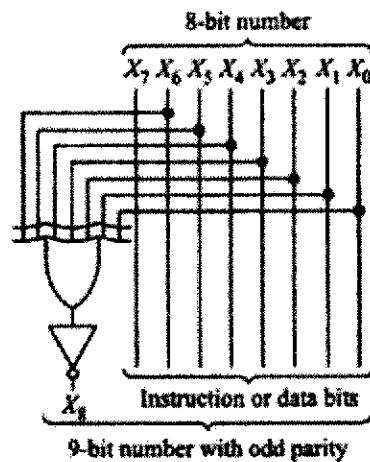 8-bit number
X₇ X₆ X₅ X₄ X₃ X₂ X₁ X₀
X₈
Instruction or data bits
9-bit number with odd parity